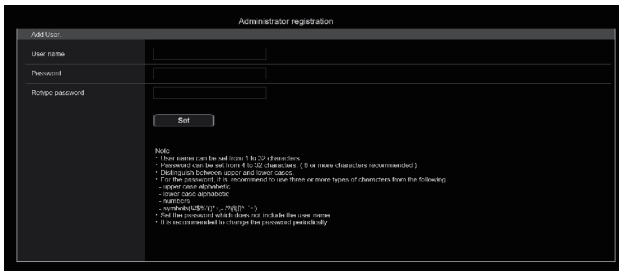 Administrator registration
Add User.
User name
Password
Retype password
Set
Note
* User name can be set from 1 to 32 characters
* Password can be set from 4 to 32 characters. ( 8 or more characters recommended )
* Distinguish between upper and lower cases.
* For the password, it is recommend to use three or more types of characters from the following
- upper case alphabetic
- lower case alphabetic
- numbers
- symbols
* Set the password which does not include the user name
* It is recommended to change the password periodically